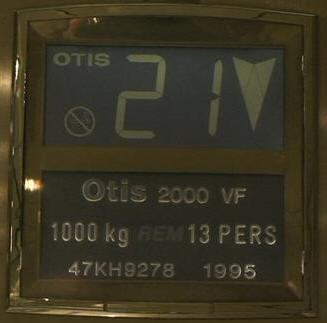 OTIS 21
Otis 2000 VF
1000 kg REM 13 PERS
47KH9278 1995